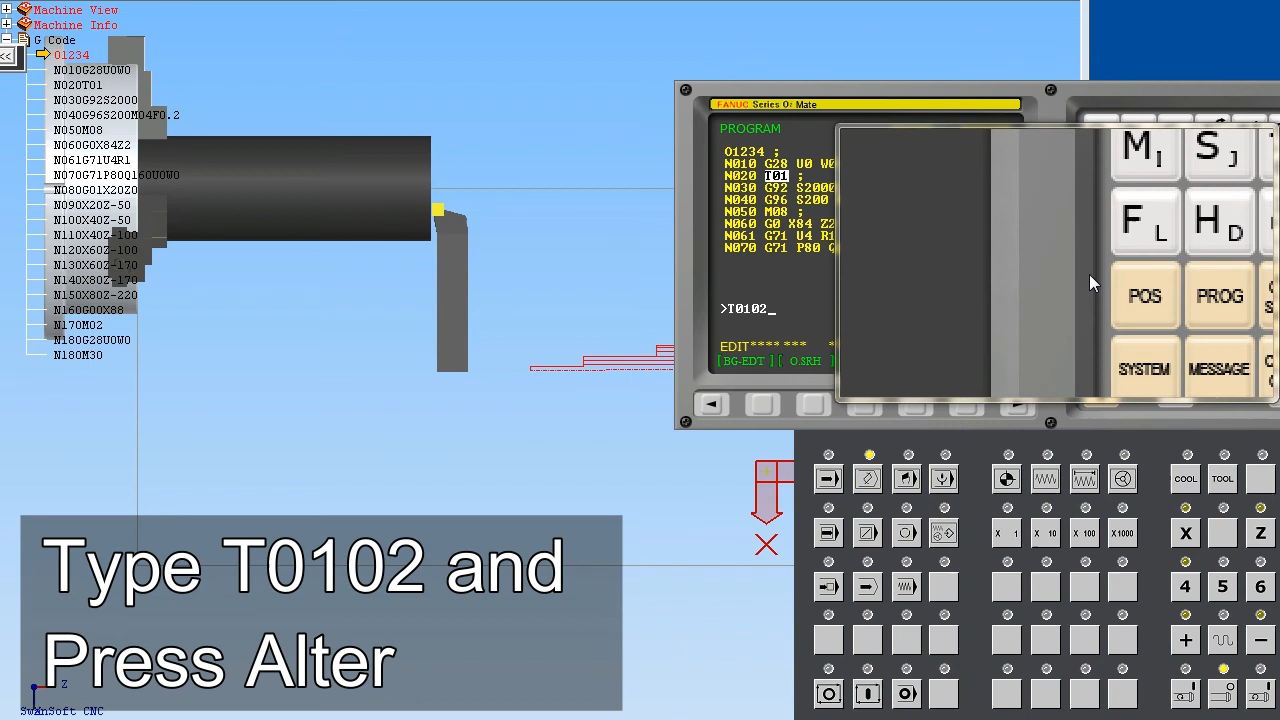 Machine View
Machine Info
G Code
<<
O1234
N010G28U0W0
N020T01
N030G92S2000
N050M08
N060G0X84Z2
N061G71U4R1
N080G01X20Z0
N090X20Z-50
N100X40Z-50
N110X40Z-100
N120X60Z-100
N130X60Z-170
N140X80Z-170
N150X80Z-220
N160G00X88
N170M02
N180G28U0W0
N180M30
FANUC Series 0i Mate
PROGRAM
O1234 ;
N010 G28 U0 W0
N020 T01 ;
N030 G92 S2000
N040 G96 S200
N050 M08 ;
N060 G0 X84 Z2
N061 G71 U4 R1
N070 G71 P80 Q
>T0102_
EDIT**** ***
[BG-EDT ][ O.SRH ]
M I S J
F L H D
POS PROG
SYSTEM MESSAGE
COOL TOOL
X 1 X 10 X 100 X1000 X Z
4 5 6
+ −
Type T0102 and
Press Alter
Z
SwanSoft CNC